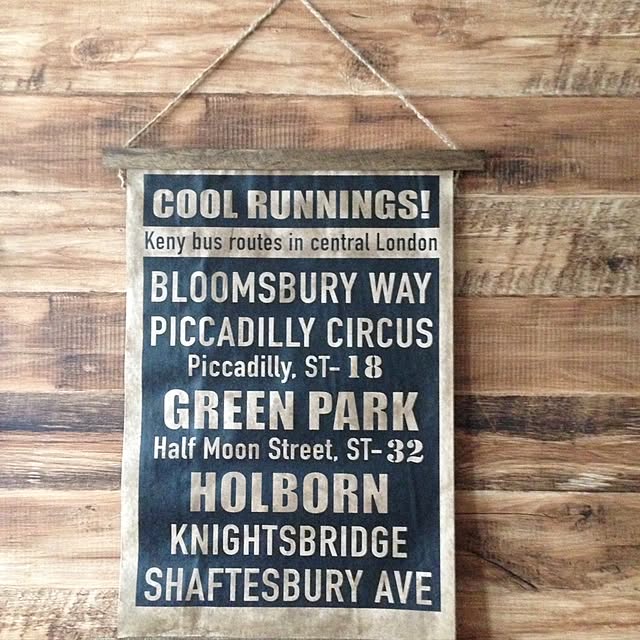 COOL RUNNINGS!
Keny bus routes in central London
BLOOMSBURY WAY
PICCADILLY CIRCUS
Piccadilly, ST-18
GREEN PARK
Half Moon Street, ST-32
HOLBORN
KNIGHTSBRIDGE
SHAFTESBURY AVE